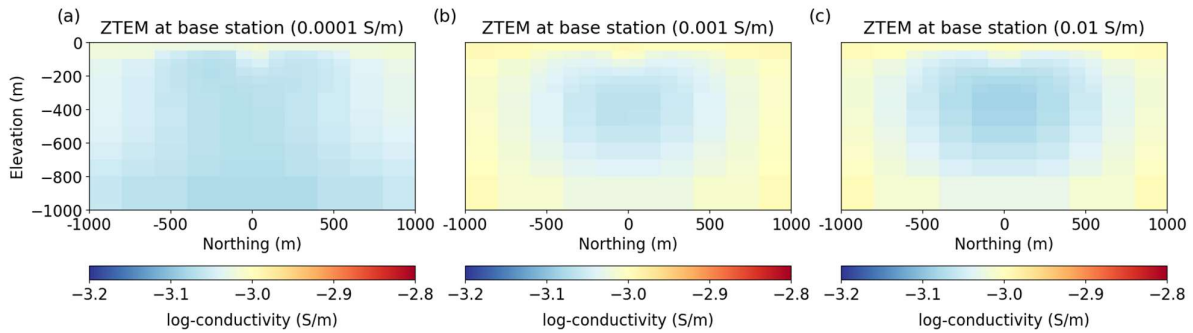 (a) (b) (c)
ZTEM at base station (0.0001 S/m) ZTEM at base station (0.001 S/m) ZTEM at base station (0.01 S/m)
0
−200
−400
−600
−800
−1000
Elevation (m)
-1000 -500 0 500 1000 -1000 -500 0 500 1000 -1000 -500 0 500 1000
Northing (m) Northing (m) Northing (m)
−3.2 −3.1 −3.0 −2.9 −2.8 −3.2 −3.1 −3.0 −2.9 −2.8 −3.2 −3.1 −3.0 −2.9 −2.8
log-conductivity (S/m) log-conductivity (S/m) log-conductivity (S/m)